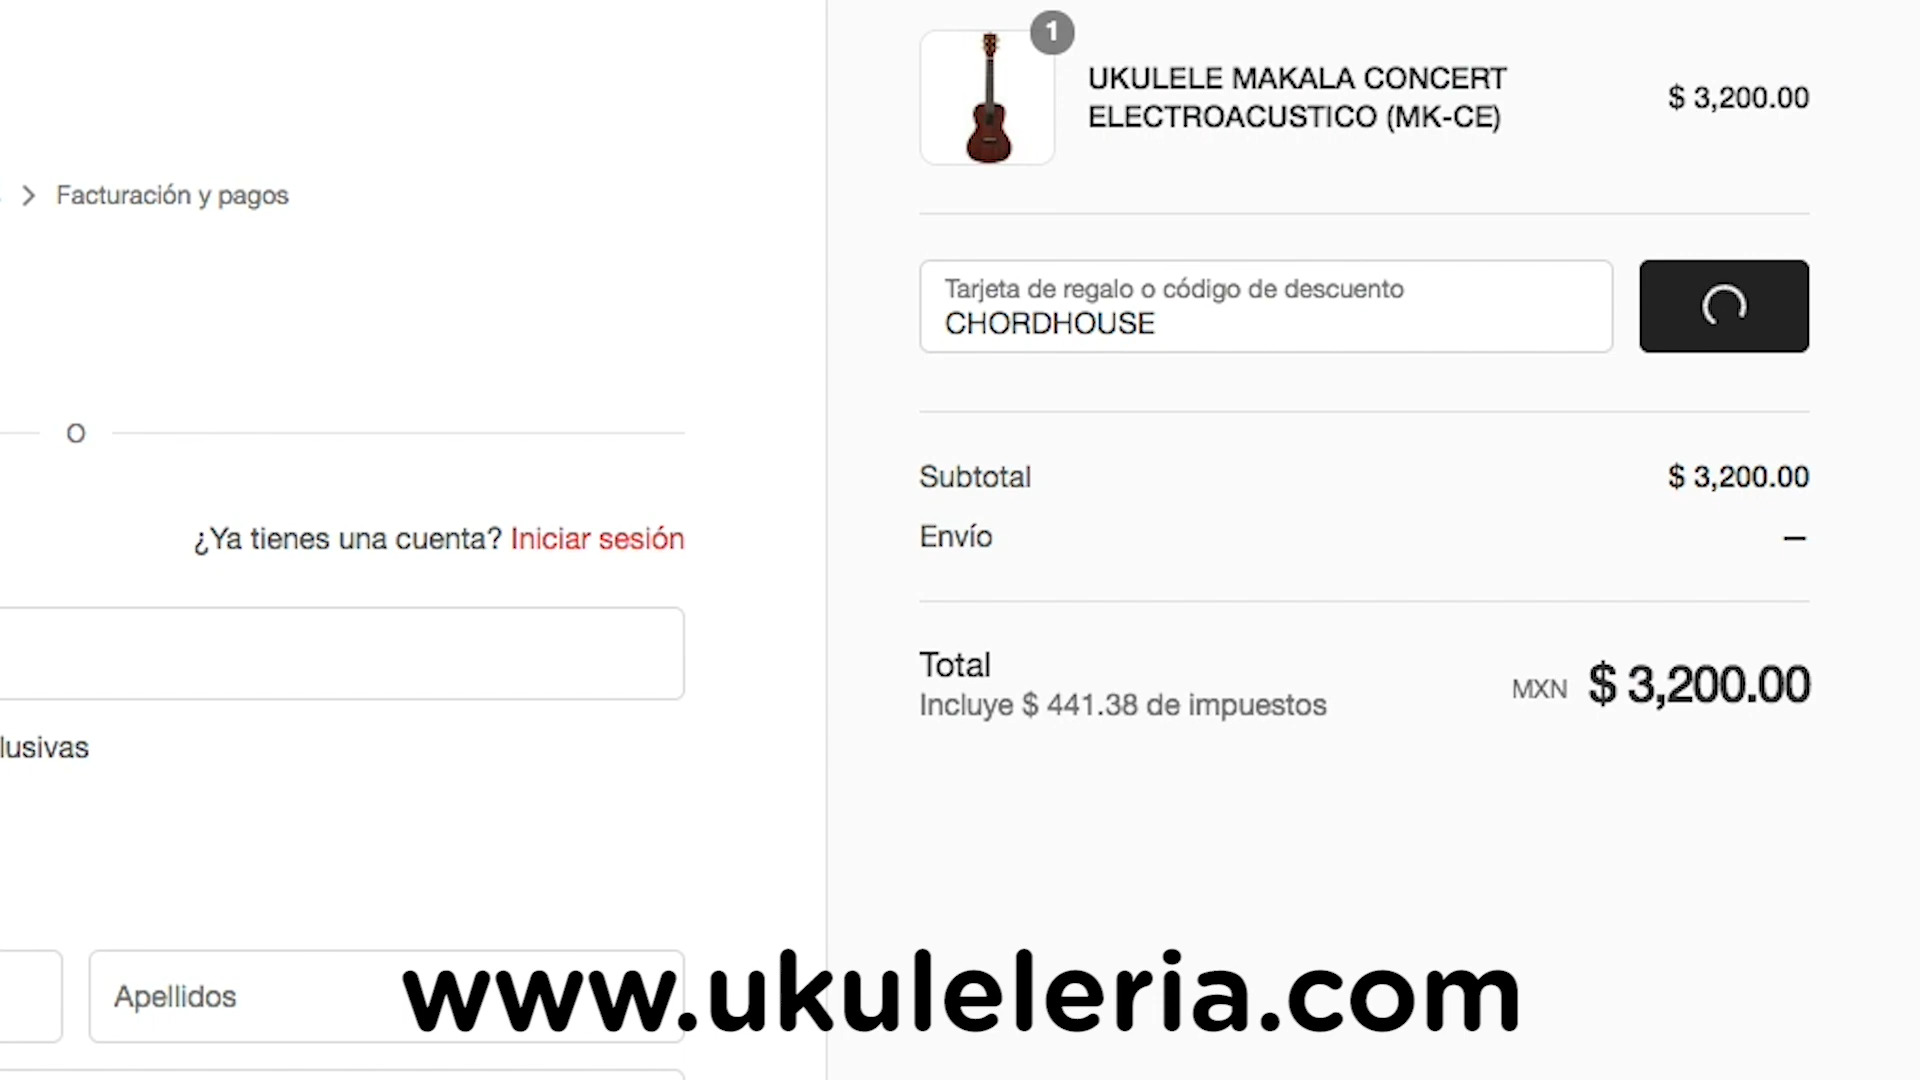 1
UKULELE MAKALA CONCERT
ELECTROACUSTICO (MK-CE)
$ 3,200.00
Facturación y pagos
Tarjeta de regalo o código de descuento
CHORDHOUSE
O
Subtotal
$ 3,200.00
¿Ya tienes una cuenta? Iniciar sesión
Envío
—
Total
Incluye $ 441.38 de impuestos
MXN $ 3,200.00
lusivas
Apellidos
www.ukuleleria.com